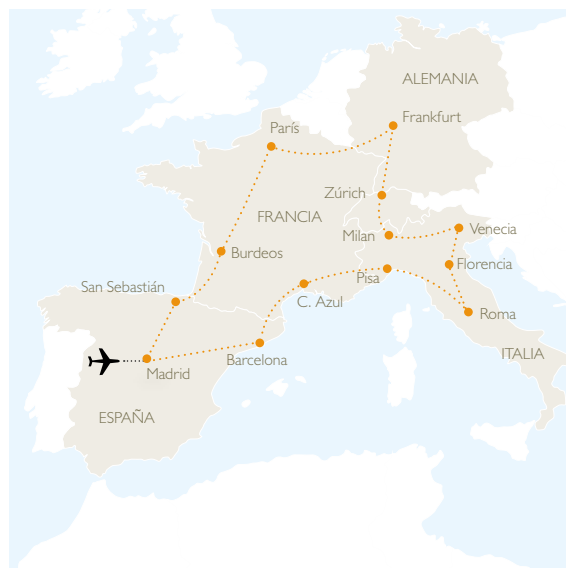 ALEMANIA
Frankfurt
París
Zúrich
FRANCIA
Milan
Venecia
Burdeos
Florencia
Pisa
San Sebastián
C. Azul
Roma
Barcelona
ITALIA
Madrid
ESPAÑA